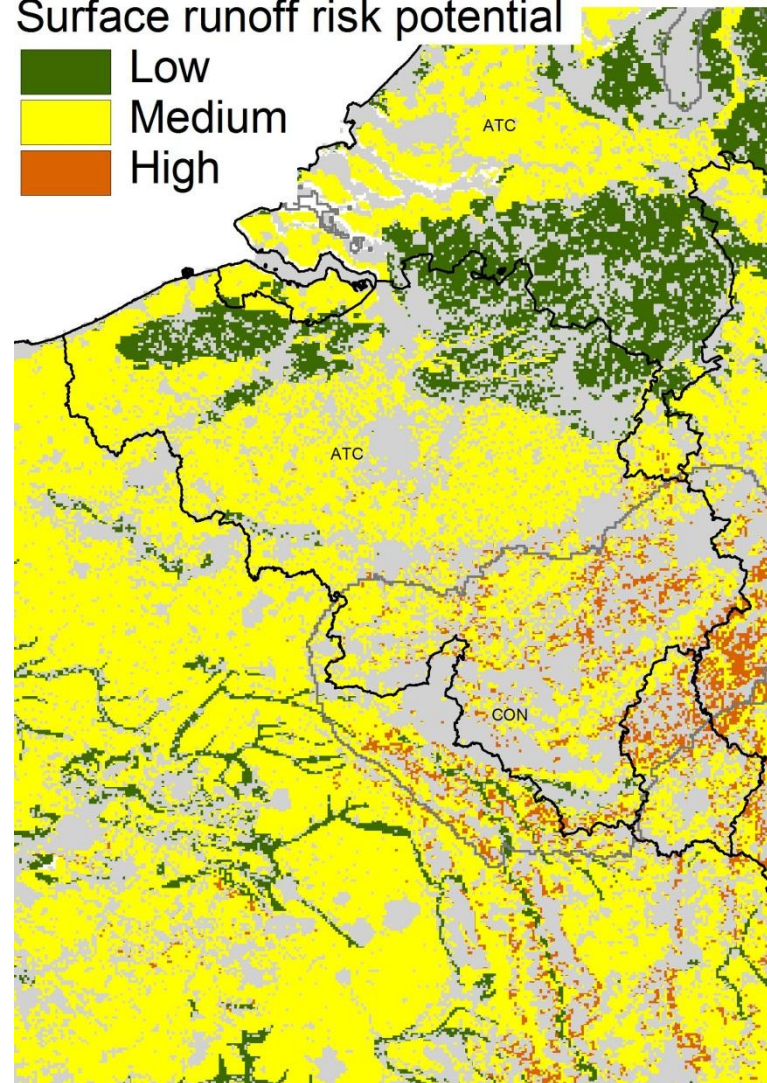 Surface runoff risk potential
Low
Medium
High
ATC
ATC
CON